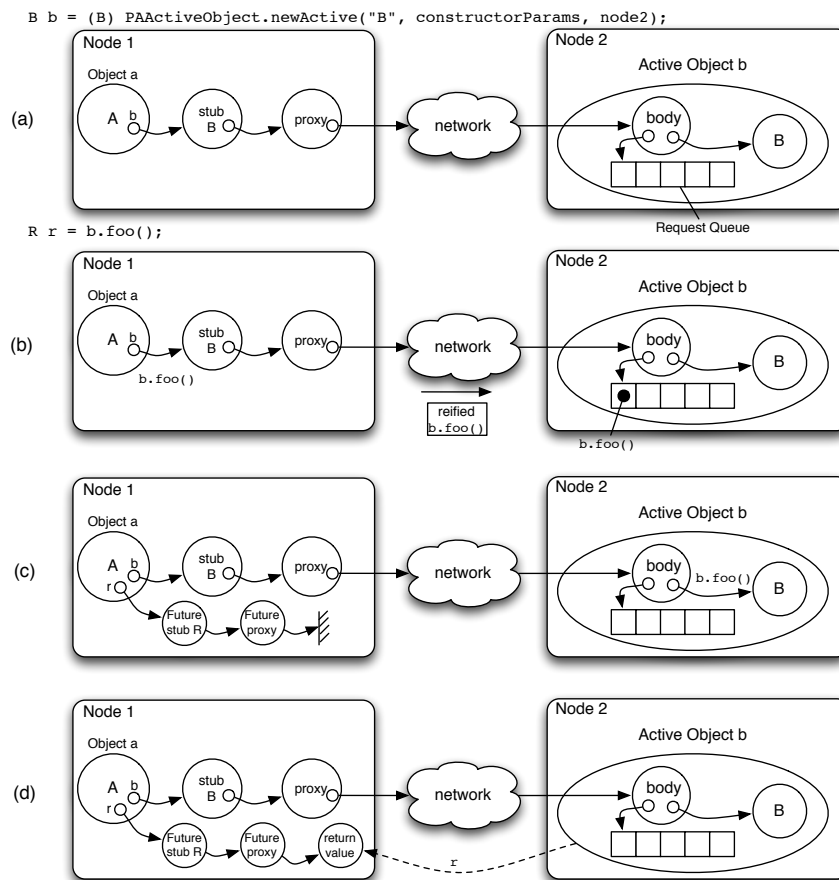 B b = (B) PAActiveObject.newActive("B", constructorParams, node2);
(a)
Node 1
Object a
A
b
stub
B
proxy
network
Node 2
Active Object b
body
B
Request Queue
R r = b.foo();
(b)
Node 1
Object a
A
b
b.foo()
stub
B
proxy
network
reified
b.foo()
Node 2
Active Object b
body
B
b.foo()
(c)
Node 1
Object a
A
b
r
stub
B
proxy
Future
stub R
Future
proxy
network
Node 2
Active Object b
body
b.foo()
B
(d)
Node 1
Object a
A
b
r
stub
B
proxy
Future
stub R
Future
proxy
return
value
network
r
Node 2
Active Object b
body
B